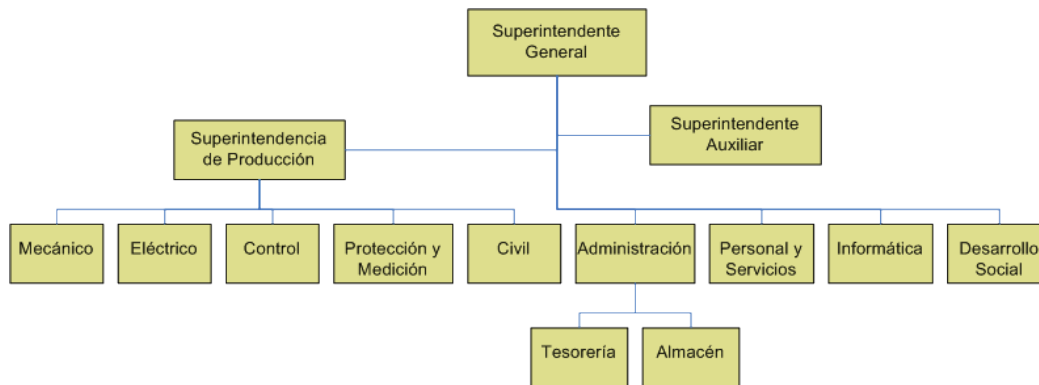 Superintendente
General
Superintendente
Auxiliar
Superintendencia
de Producción
Mecánico
Eléctrico
Control
Protección y
Medición
Civil
Administración
Personal y
Servicios
Informática
Desarrollo
Social
Tesorería
Almacén